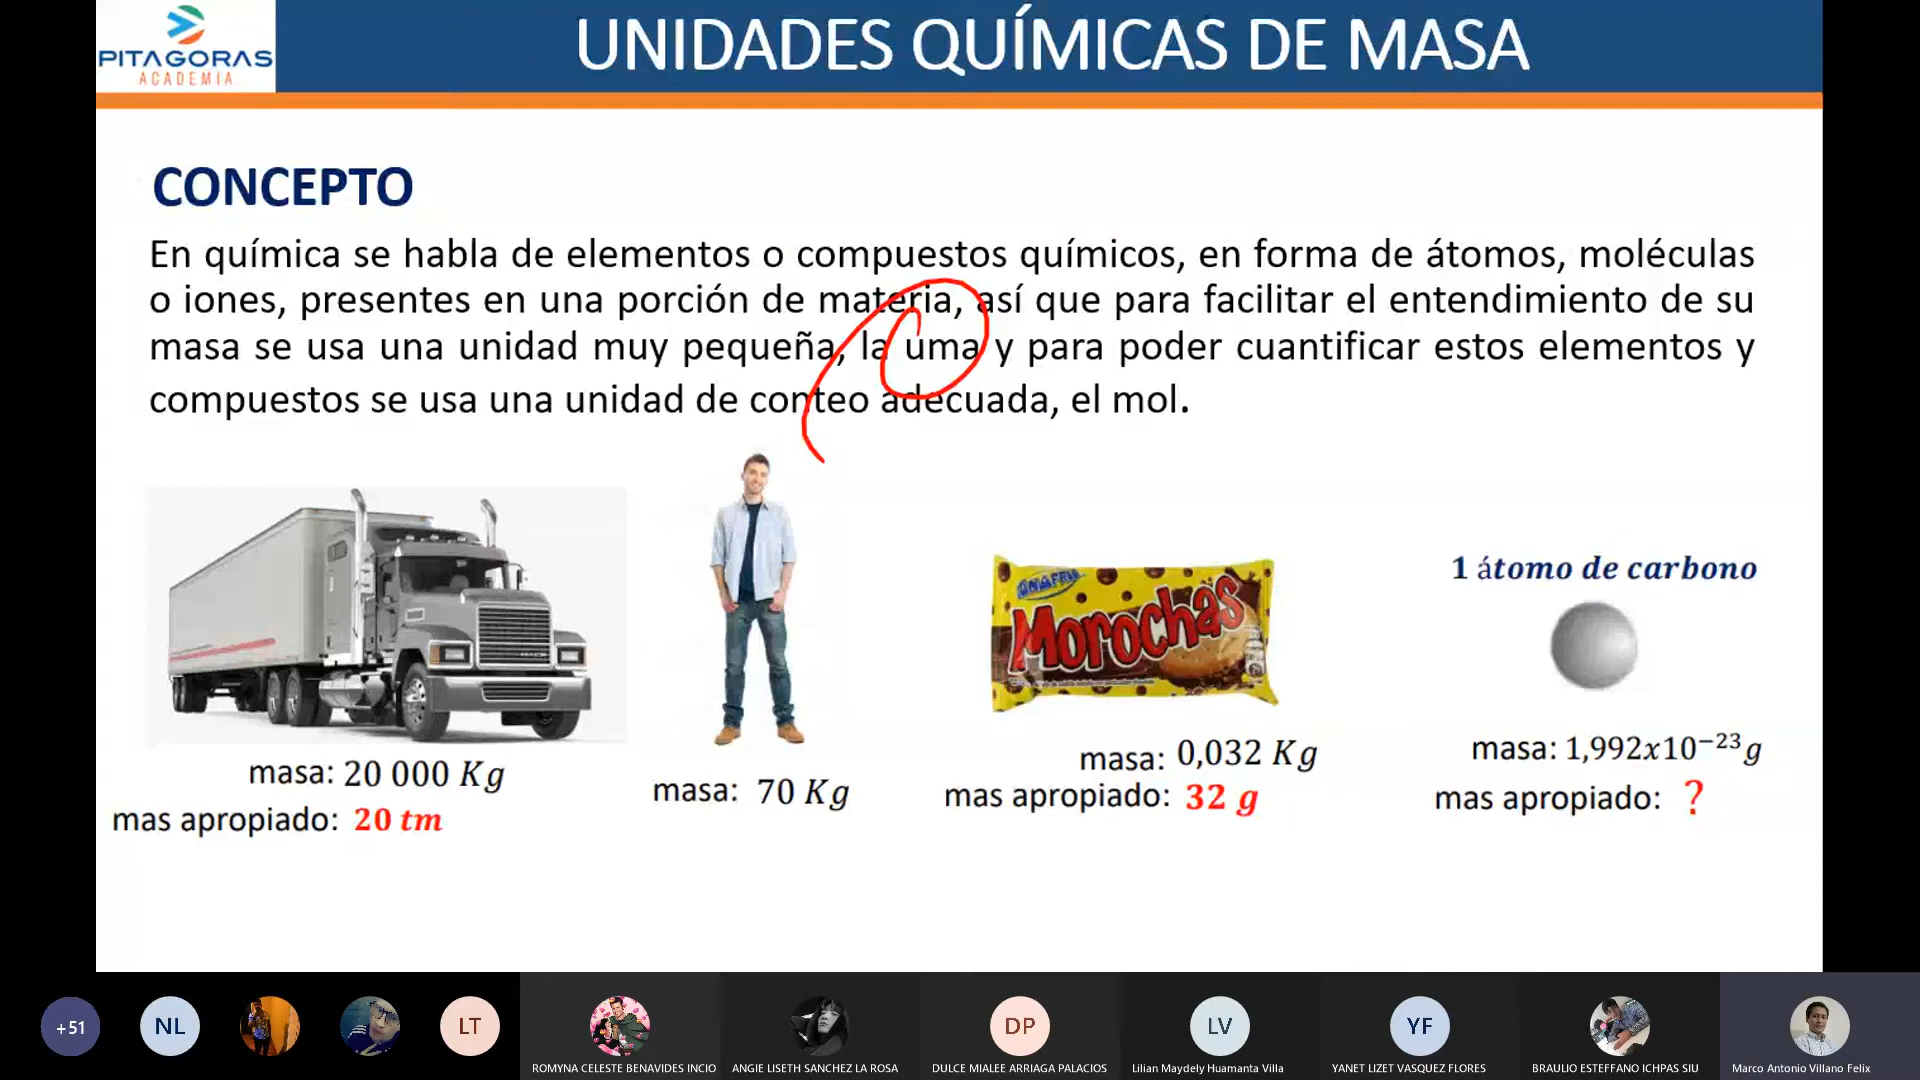 PITAGORAS
ACADEMIA
UNIDADES QUÍMICAS DE MASA
CONCEPTO
En química se habla de elementos o compuestos químicos, en forma de átomos, moléculas
o iones, presentes en una porción de materia, así que para facilitar el entendimiento de su
masa se usa una unidad muy pequeña, la uma y para poder cuantificar estos elementos y
compuestos se usa una unidad de conteo adecuada, el mol.
masa: 20 000 Kg
mas apropiado: 20 tm
masa: 70 Kg
Morochas
masa: 0,032 Kg
mas apropiado: 32 g
1 átomo de carbono
masa: 1,992x10⁻²³g
mas apropiado: ?
+51
NL
LT
ROMYNA CELESTE BENAVIDES INCIO
ANGIE LISETH SANCHEZ LA ROSA
DP
DULCE MIALEE ARRIAGA PALACIOS
LV
Lilian Maydely Huamanta Villa
YF
YANET LIZET VASQUEZ FLORES
BRAULIO ESTEFFANO ICHPAS SIU
Marco Antonio Villano Felix